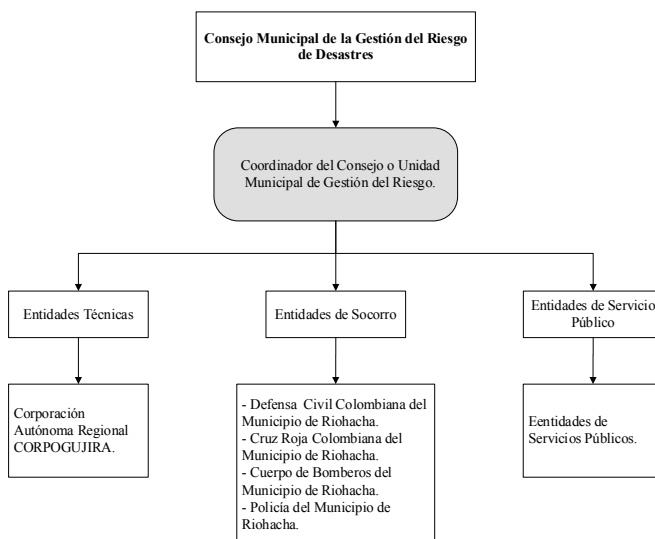 Consejo Municipal de la Gestión del Riesgo
de Desastres
Coordinador del Consejo o Unidad
Municipal de Gestión del Riesgo.
Entidades Técnicas
Entidades de Socorro
Entidades de Servicio
Público
Corporación
Autónoma Regional
CORPOGUJIRA.
- Defensa Civil Colombiana del
Municipio de Riohacha.
- Cruz Roja Colombiana del
Municipio de Riohacha.
- Cuerpo de Bomberos del
Municipio de Riohacha.
- Policía del Municipio de
Riohacha.
Eentidades de
Servicios Públicos.